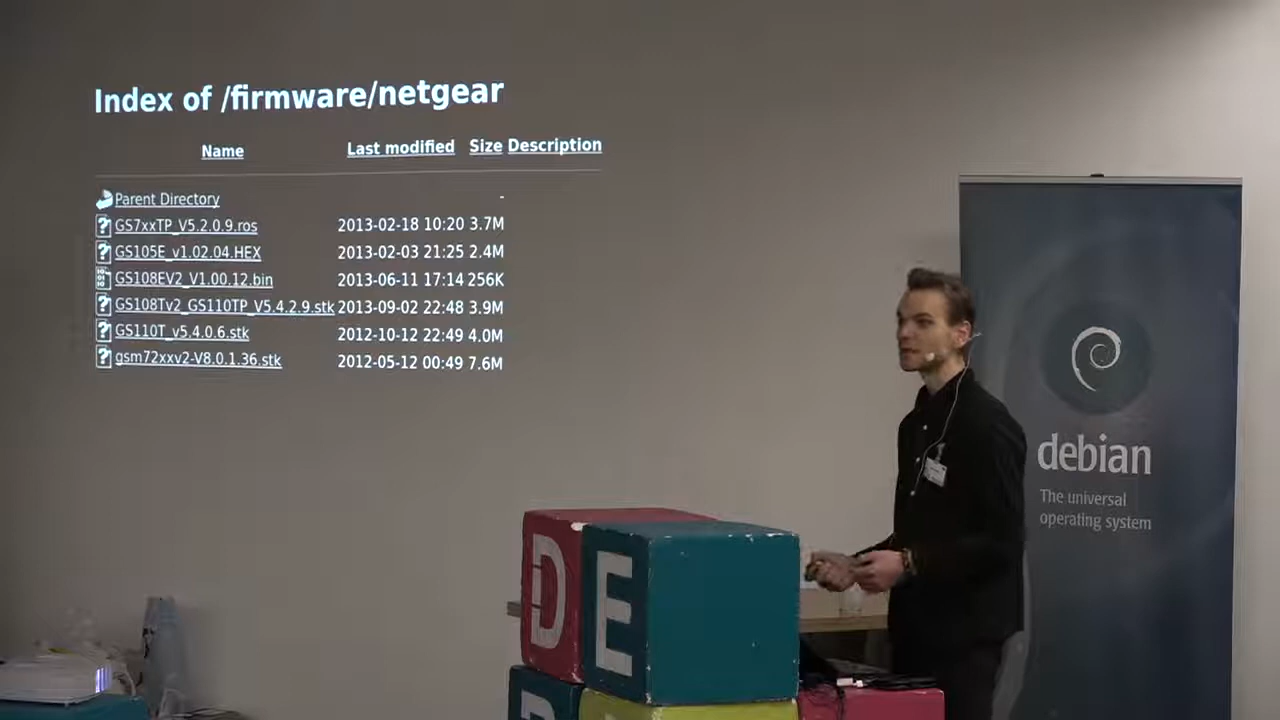 Index of /firmware/netgear
Name Last modified Size Description
Parent Directory -
GS7xxTP_V5.2.0.9.ros 2013-02-18 10:20 3.7M
GS105E_v1.02.04.HEX 2013-02-03 21:25 2.4M
GS108EV2_V1.00.12.bin 2013-06-11 17:14 256K
GS108Tv2_GS110TP_V5.4.2.9.stk 2013-09-02 22:48 3.9M
GS110T_v5.4.0.6.stk 2012-10-12 22:49 4.0M
gsm72xxv2-V8.0.1.36.stk 2012-05-12 00:49 7.6M
debian
The universal
operating system
D E